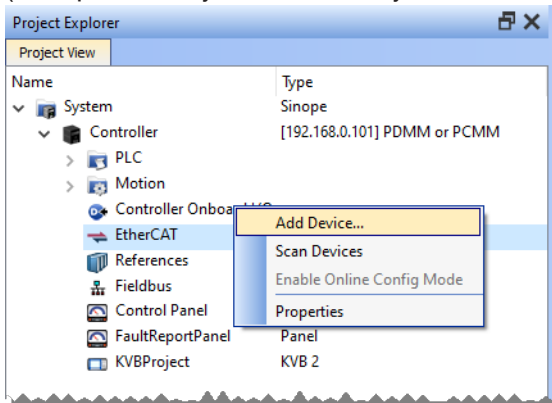 Project Explorer
Project View
Name Type
System Sinope
Controller [192.168.0.101] PDMM or PCMM
PLC
Motion
Controller Onboard
EtherCAT
References
Fieldbus
Control Panel
FaultReportPanel Panel
KVBProject KVB 2
Add Device...
Scan Devices
Enable Online Config Mode
Properties